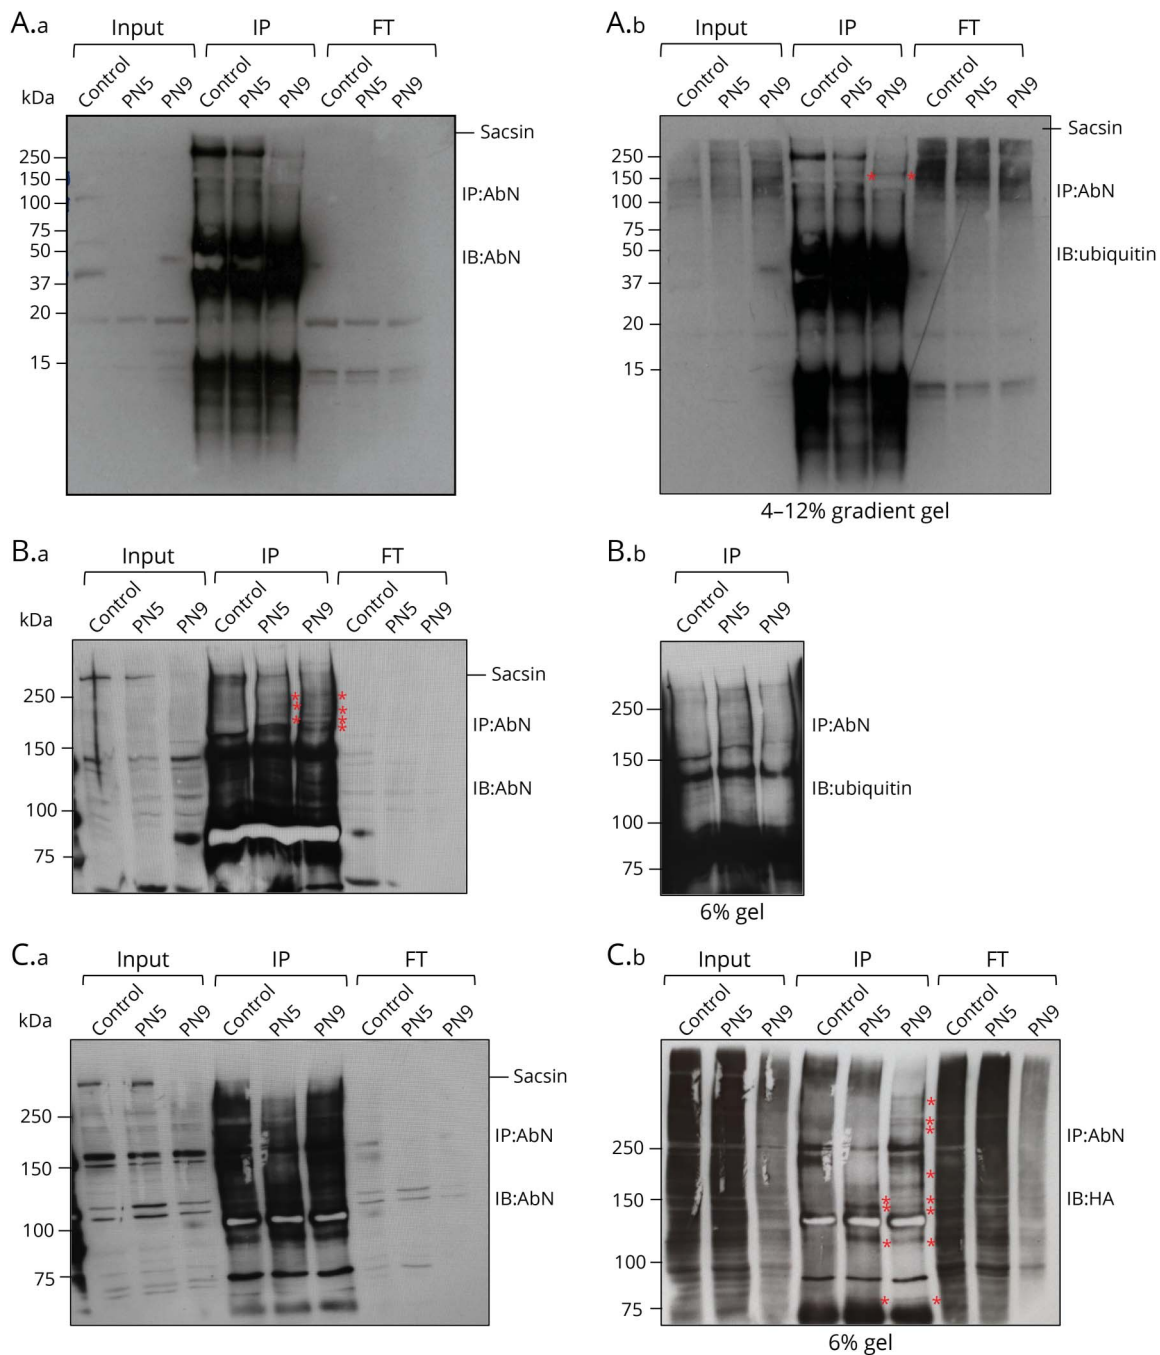 A.a
Input IP FT
Control PN5 PN9 Control PN5 PN9 Control PN5 PN9
kDa
Sacsin
250
150
IP:AbN
100
75
50
IB:AbN
37
20
15
A.b
Input IP FT
Control PN5 PN9 Control PN5 PN9 Control PN5 PN9
Sacsin
250
150
IP:AbN
100
75
50
IB:ubiquitin
37
20
15
4–12% gradient gel
B.a
Input IP FT
Control PN5 PN9 Control PN5 PN9 Control PN5 PN9
kDa
Sacsin
250
IP:AbN
150
IB:AbN
100
75
B.b
IP
Control PN5 PN9
250
IP:AbN
150
IB:ubiquitin
100
75
6% gel
C.a
Input IP FT
Control PN5 PN9 Control PN5 PN9 Control PN5 PN9
kDa
Sacsin
250
IP:AbN
150
IB:AbN
100
75
C.b
Input IP FT
Control PN5 PN9 Control PN5 PN9 Control PN5 PN9
250
IP:AbN
150
IB:HA
100
75
6% gel